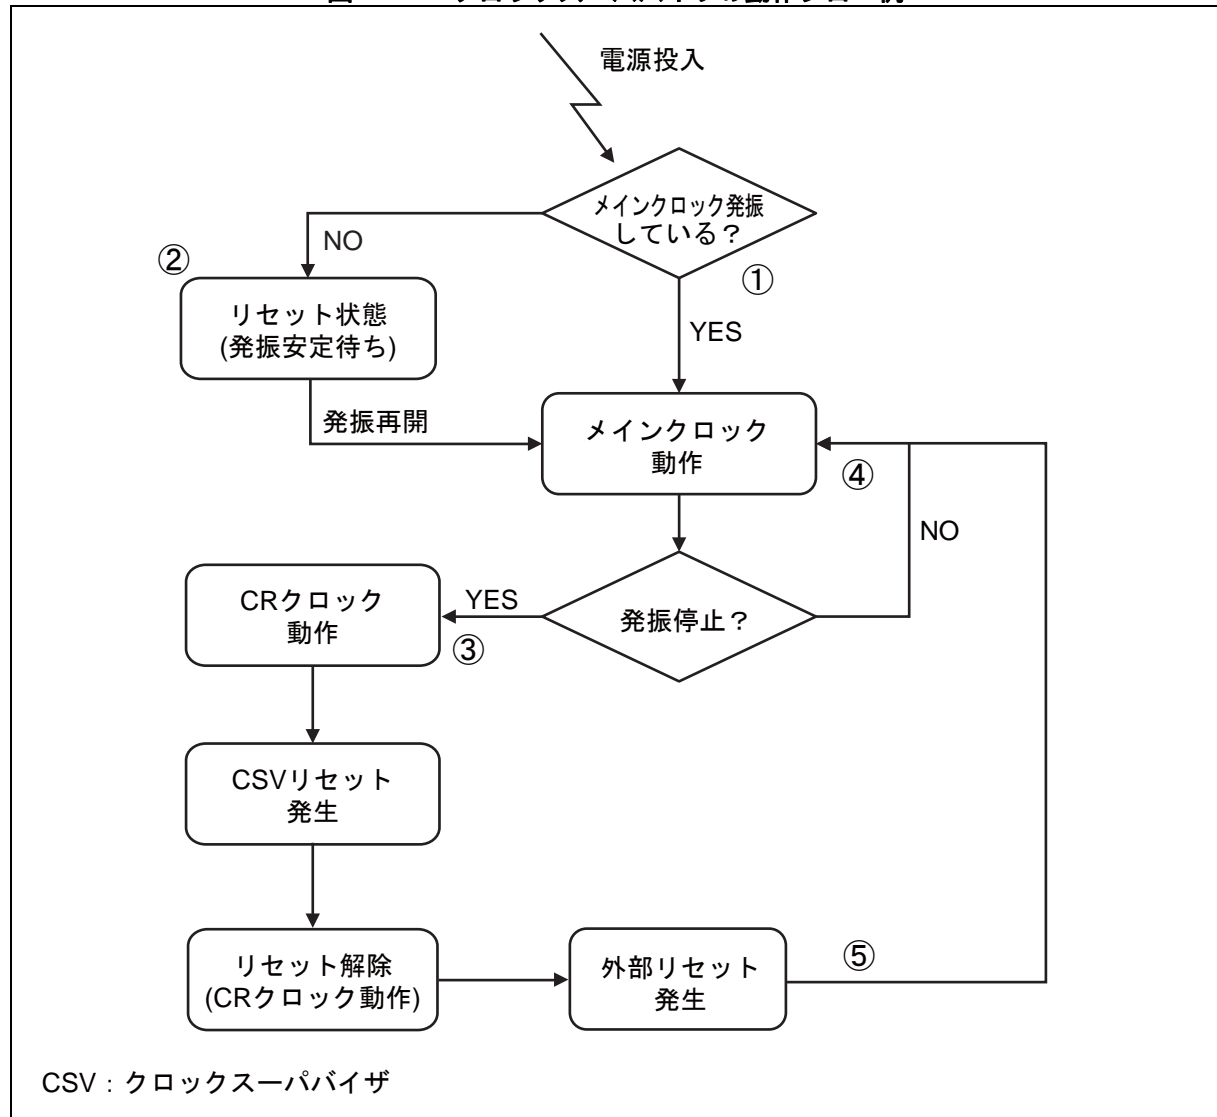 電源投入
メインクロック発振
している?
NO
②
①
リセット状態
(発振安定待ち)
YES
発振再開
メインクロック
動作
④
NO
CRクロック
動作
YES
③
発振停止?
CSVリセット
発生
リセット解除
(CRクロック動作)
外部リセット
発生
⑤
CSV:クロックスーパバイザ